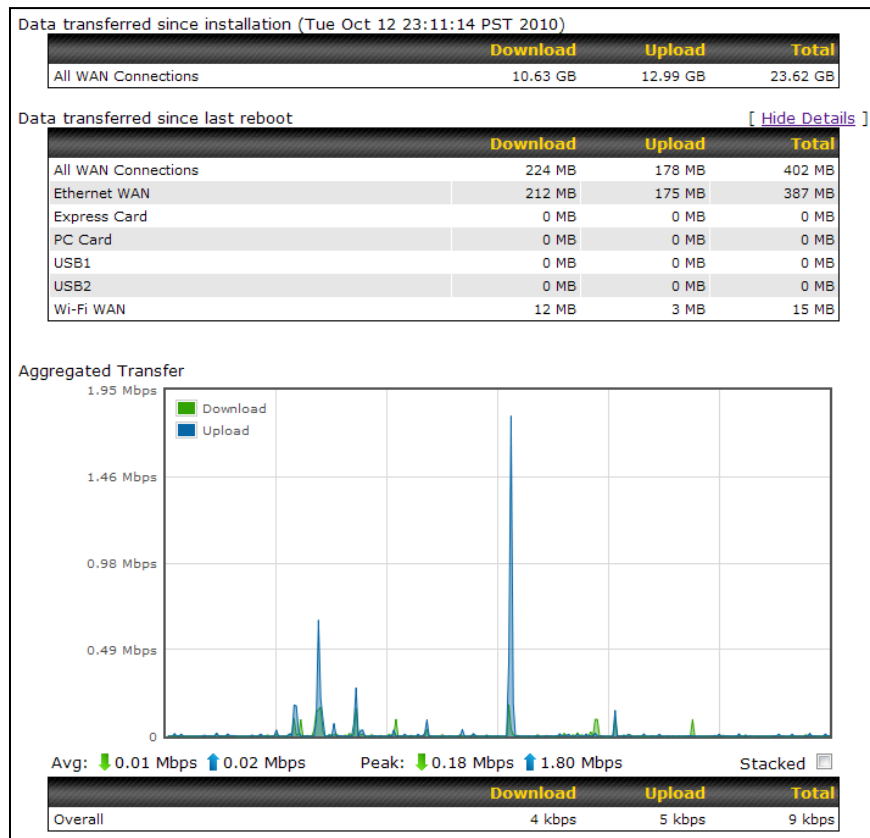 Data transferred since installation (Tue Oct 12 23:11:14 PST 2010)
Download Upload Total
All WAN Connections 10.63 GB 12.99 GB 23.62 GB
Data transferred since last reboot [ Hide Details ]
Download Upload Total
All WAN Connections 224 MB 178 MB 402 MB
Ethernet WAN 212 MB 175 MB 387 MB
Express Card 0 MB 0 MB 0 MB
PC Card 0 MB 0 MB 0 MB
USB1 0 MB 0 MB 0 MB
USB2 0 MB 0 MB 0 MB
Wi-Fi WAN 12 MB 3 MB 15 MB
Aggregated Transfer
1.95 Mbps
Download
Upload
1.46 Mbps
0.98 Mbps
0.49 Mbps
0
Avg: 0.01 Mbps 0.02 Mbps Peak: 0.18 Mbps 1.80 Mbps Stacked
Download Upload Total
Overall 4 kbps 5 kbps 9 kbps